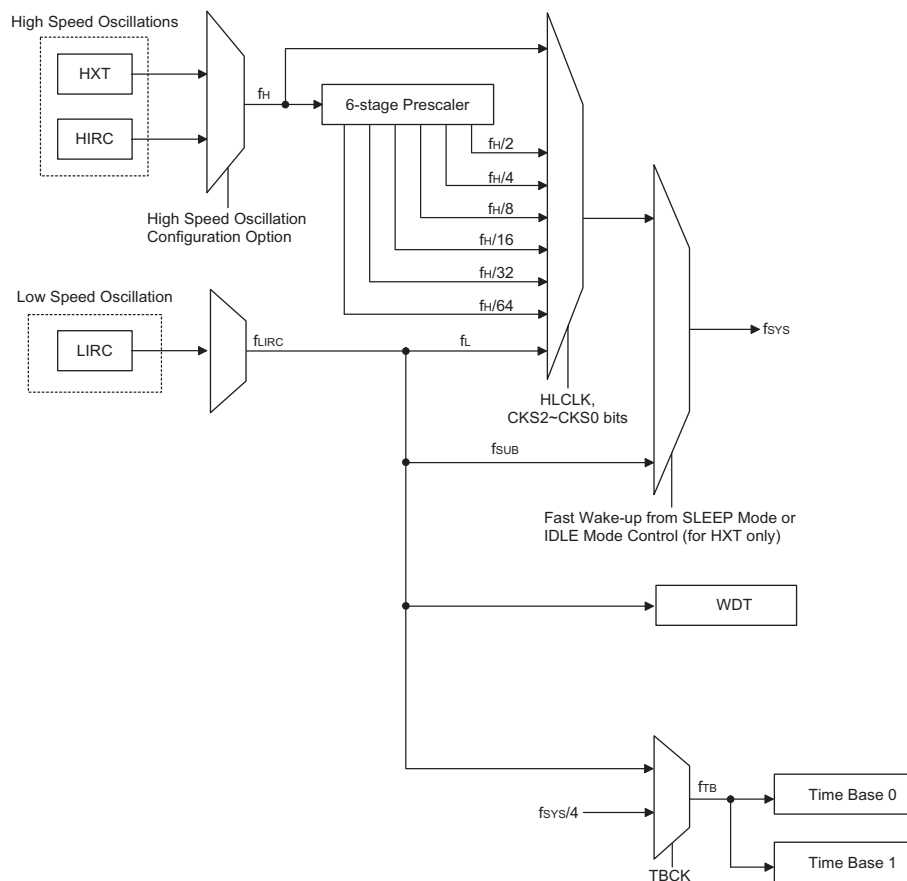 High Speed Oscillations
HXT
HIRC
fH
6-stage Prescaler
fH/2
fH/4
fH/8
fH/16
fH/32
fH/64
High Speed Oscillation
Configuration Option
Low Speed Oscillation
LIRC
fLIRC
fL
HLCLK,
CKS2~CKS0 bits
fSYS
fSUB
Fast Wake-up from SLEEP Mode or
IDLE Mode Control (for HXT only)
WDT
fSYS/4
TBCK
fTB
Time Base 0
Time Base 1